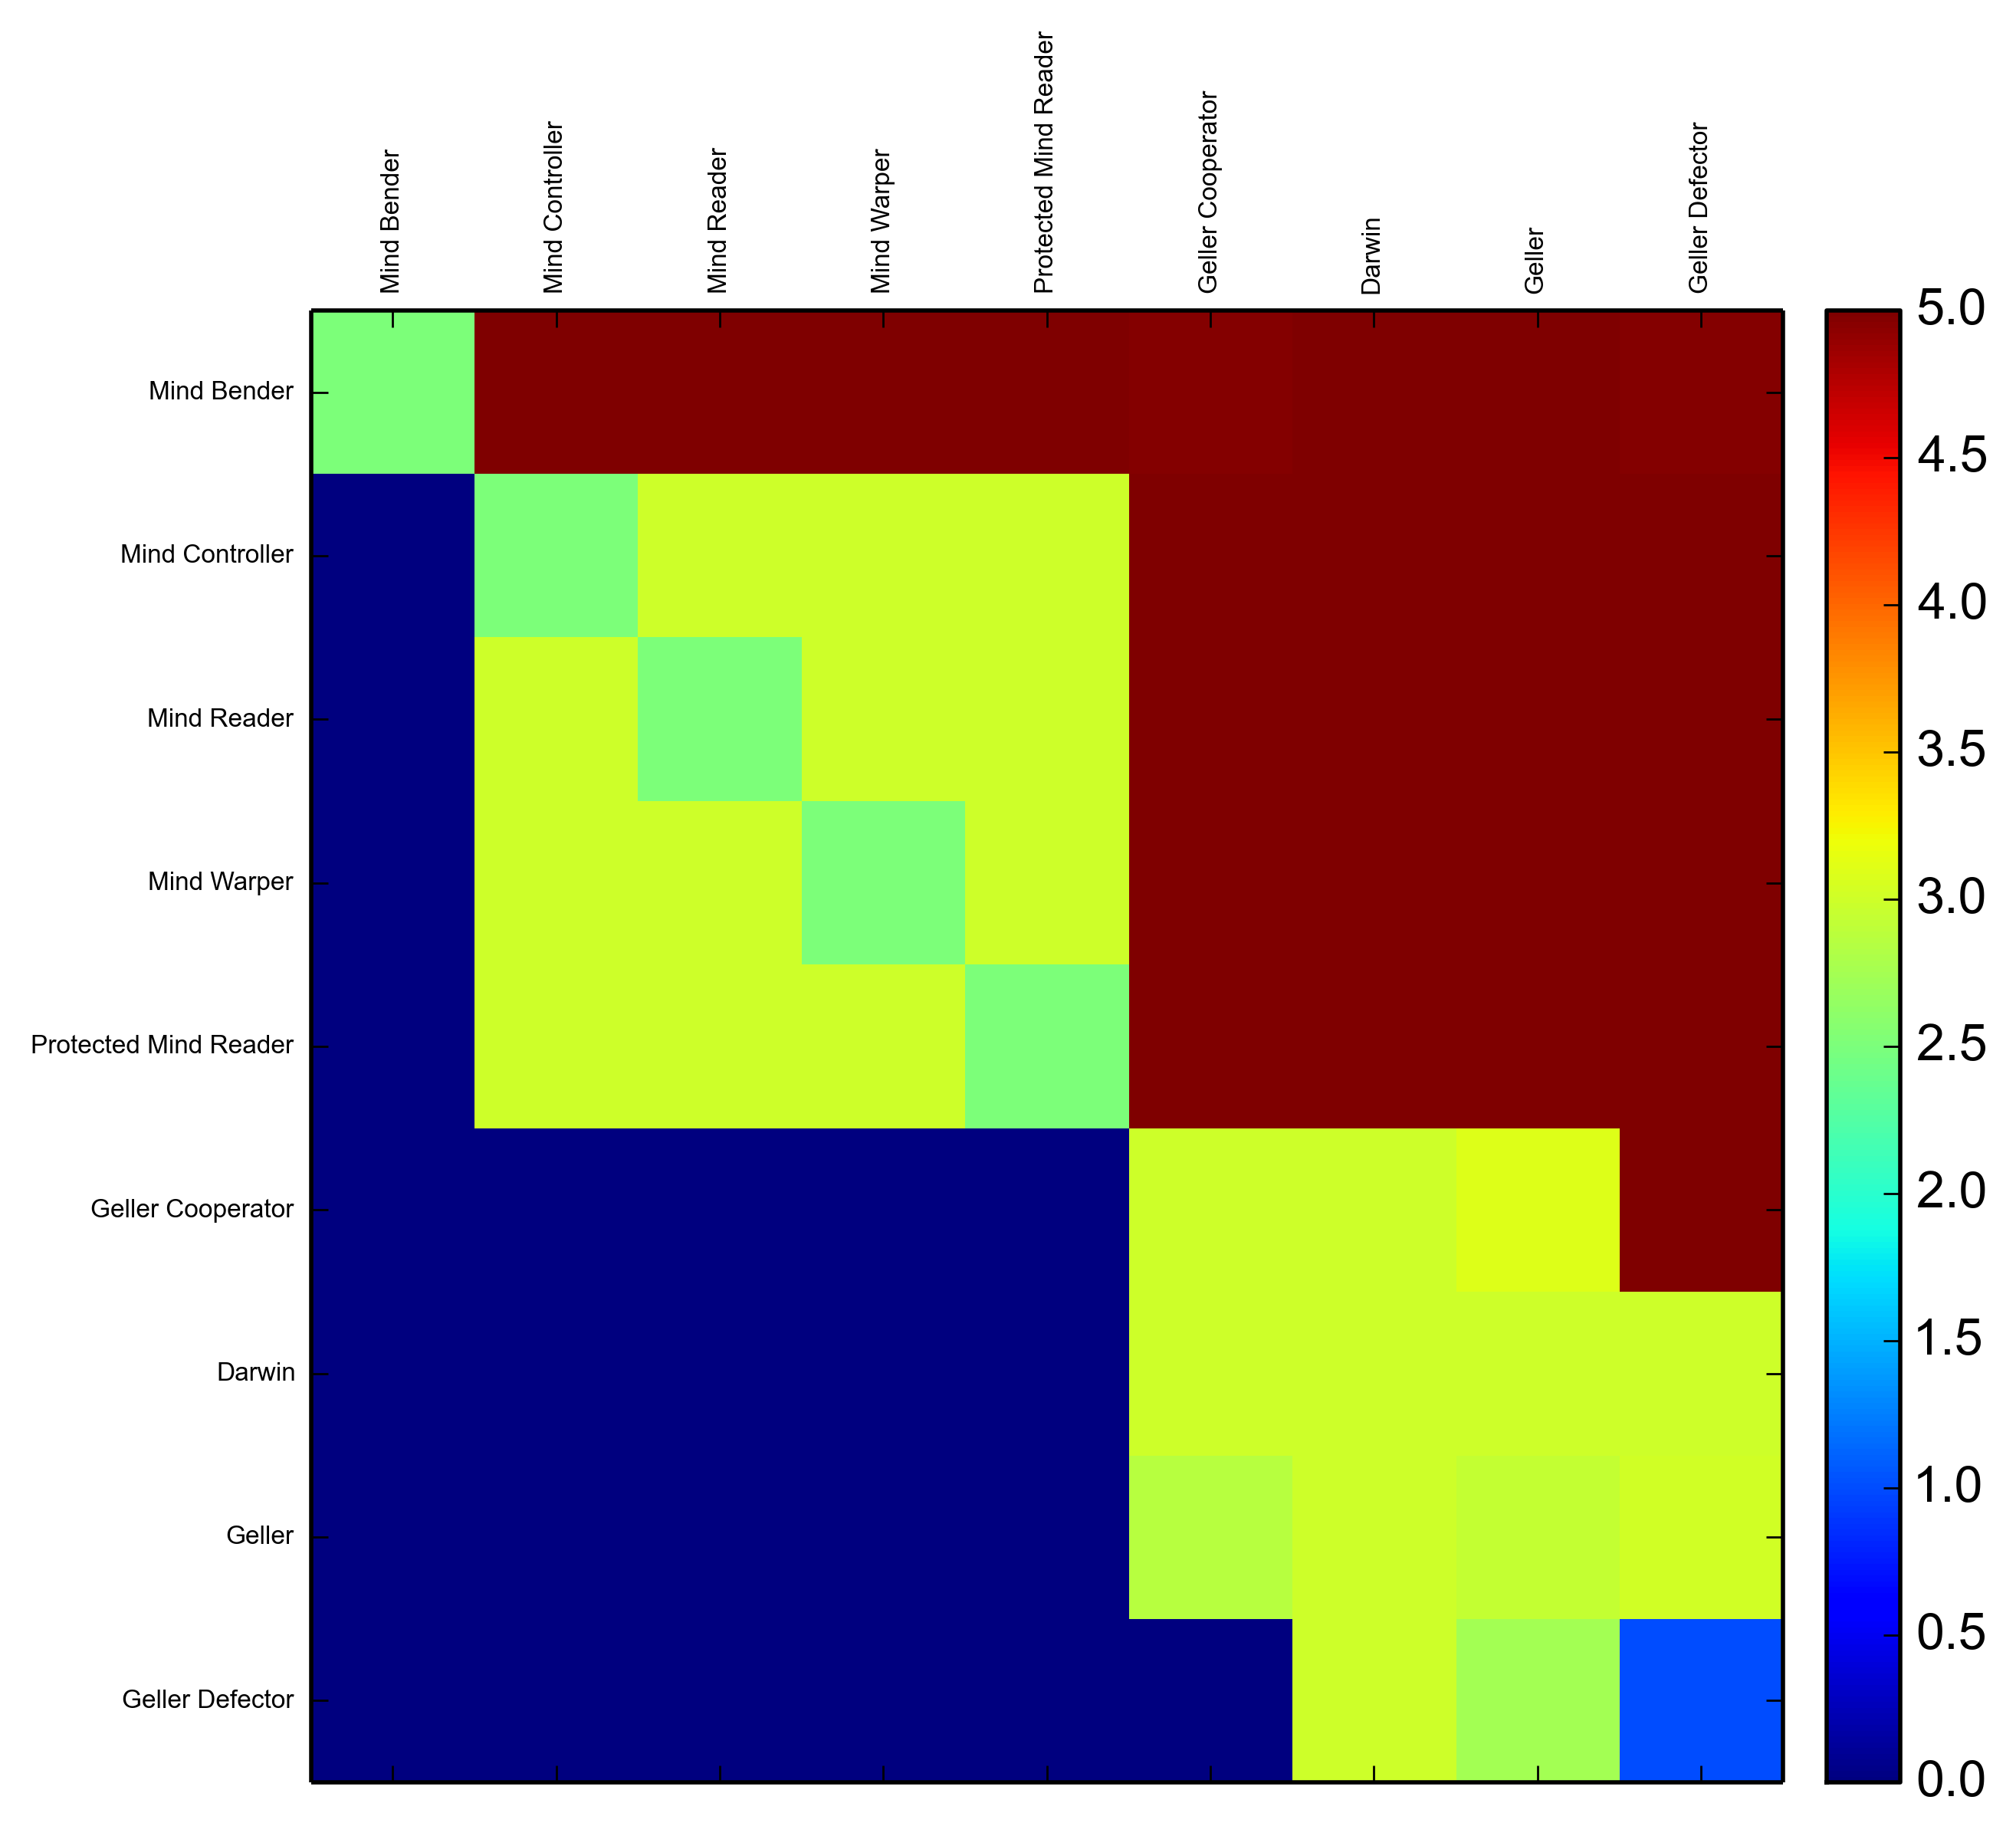 Mind Bender
Mind Controller
Mind Reader
Mind Warper
Protected Mind Reader
Geller Cooperator
Darwin
Geller
Geller Defector
Mind Bender
Mind Controller
Mind Reader
Mind Warper
Protected Mind Reader
Geller Cooperator
Darwin
Geller
Geller Defector
5.0
4.5
4.0
3.5
3.0
2.5
2.0
1.5
1.0
0.5
0.0